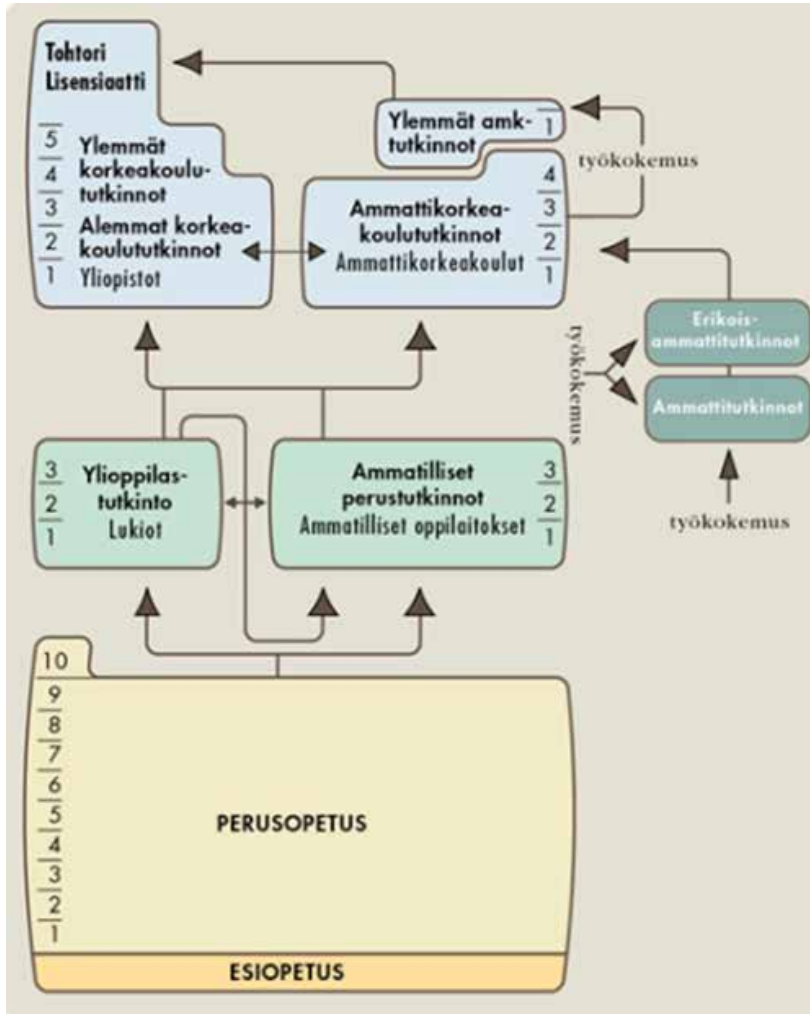 Tohtori
Lisensiaatti
5
4
3
2
1
Ylemmät
korkeakoulu-
tutkinnot
Alemmat korkea-
koulututkinnot
Yliopistot
Ylemmät amk-
tutkinnot
1
työkokemus
Ammattikorkea-
koulututkinnot
Ammattikorkeakoulut
4
3
2
1
Erikois-
ammattitutkinnot
Ammattitutkinnot
työkokemus
työkokemus
3
2
1
Ylioppilas-
tutkinto
Lukiot
Ammatilliset
perustutkinnot
Ammatilliset oppilaitokset
3
2
1
10
9
8
7
6
5
4
3
2
1
PERUSOPETUS
ESIOPETUS